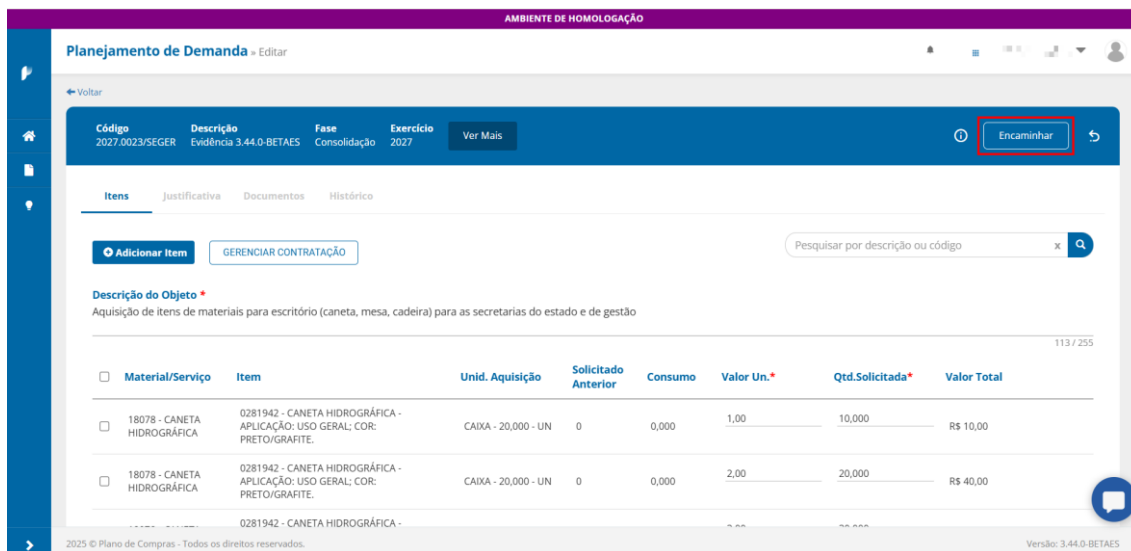 AMBIENTE DE HOMOLOGAÇÃO
Planejamento de Demanda » Editar
Voltar
Código Descrição Fase Exercício
2027.0023/SEGER Evidência 3.44.0-BETAES Consolidação 2027
Ver Mais
Encaminhar
Itens Justificativa Documentos Histórico
Adicionar Item GERENCIAR CONTRATAÇÃO
Pesquisar por descrição ou código x
Descrição do Objeto *
Aquisição de itens de materiais para escritório (caneta, mesa, cadeira) para as secretarias do estado e de gestão
113 / 255
Material/Serviço Item Unid. Aquisição Solicitado Anterior Consumo Valor Un.* Qtd.Solicitada* Valor Total
18078 - CANETA HIDROGRÁFICA
0281942 - CANETA HIDROGRÁFICA -
APLICAÇÃO: USO GERAL; COR:
PRETO/GRAFITE.
CAIXA - 20,000 - UN 0 0,000 1,00 10,000 R$ 10,00
18078 - CANETA HIDROGRÁFICA
0281942 - CANETA HIDROGRÁFICA -
APLICAÇÃO: USO GERAL; COR:
PRETO/GRAFITE.
CAIXA - 20,000 - UN 0 0,000 2,00 20,000 R$ 40,00
0281942 - CANETA HIDROGRÁFICA -
2025 © Plano de Compras - Todos os direitos reservados.
Versão: 3.44.0-BETAES